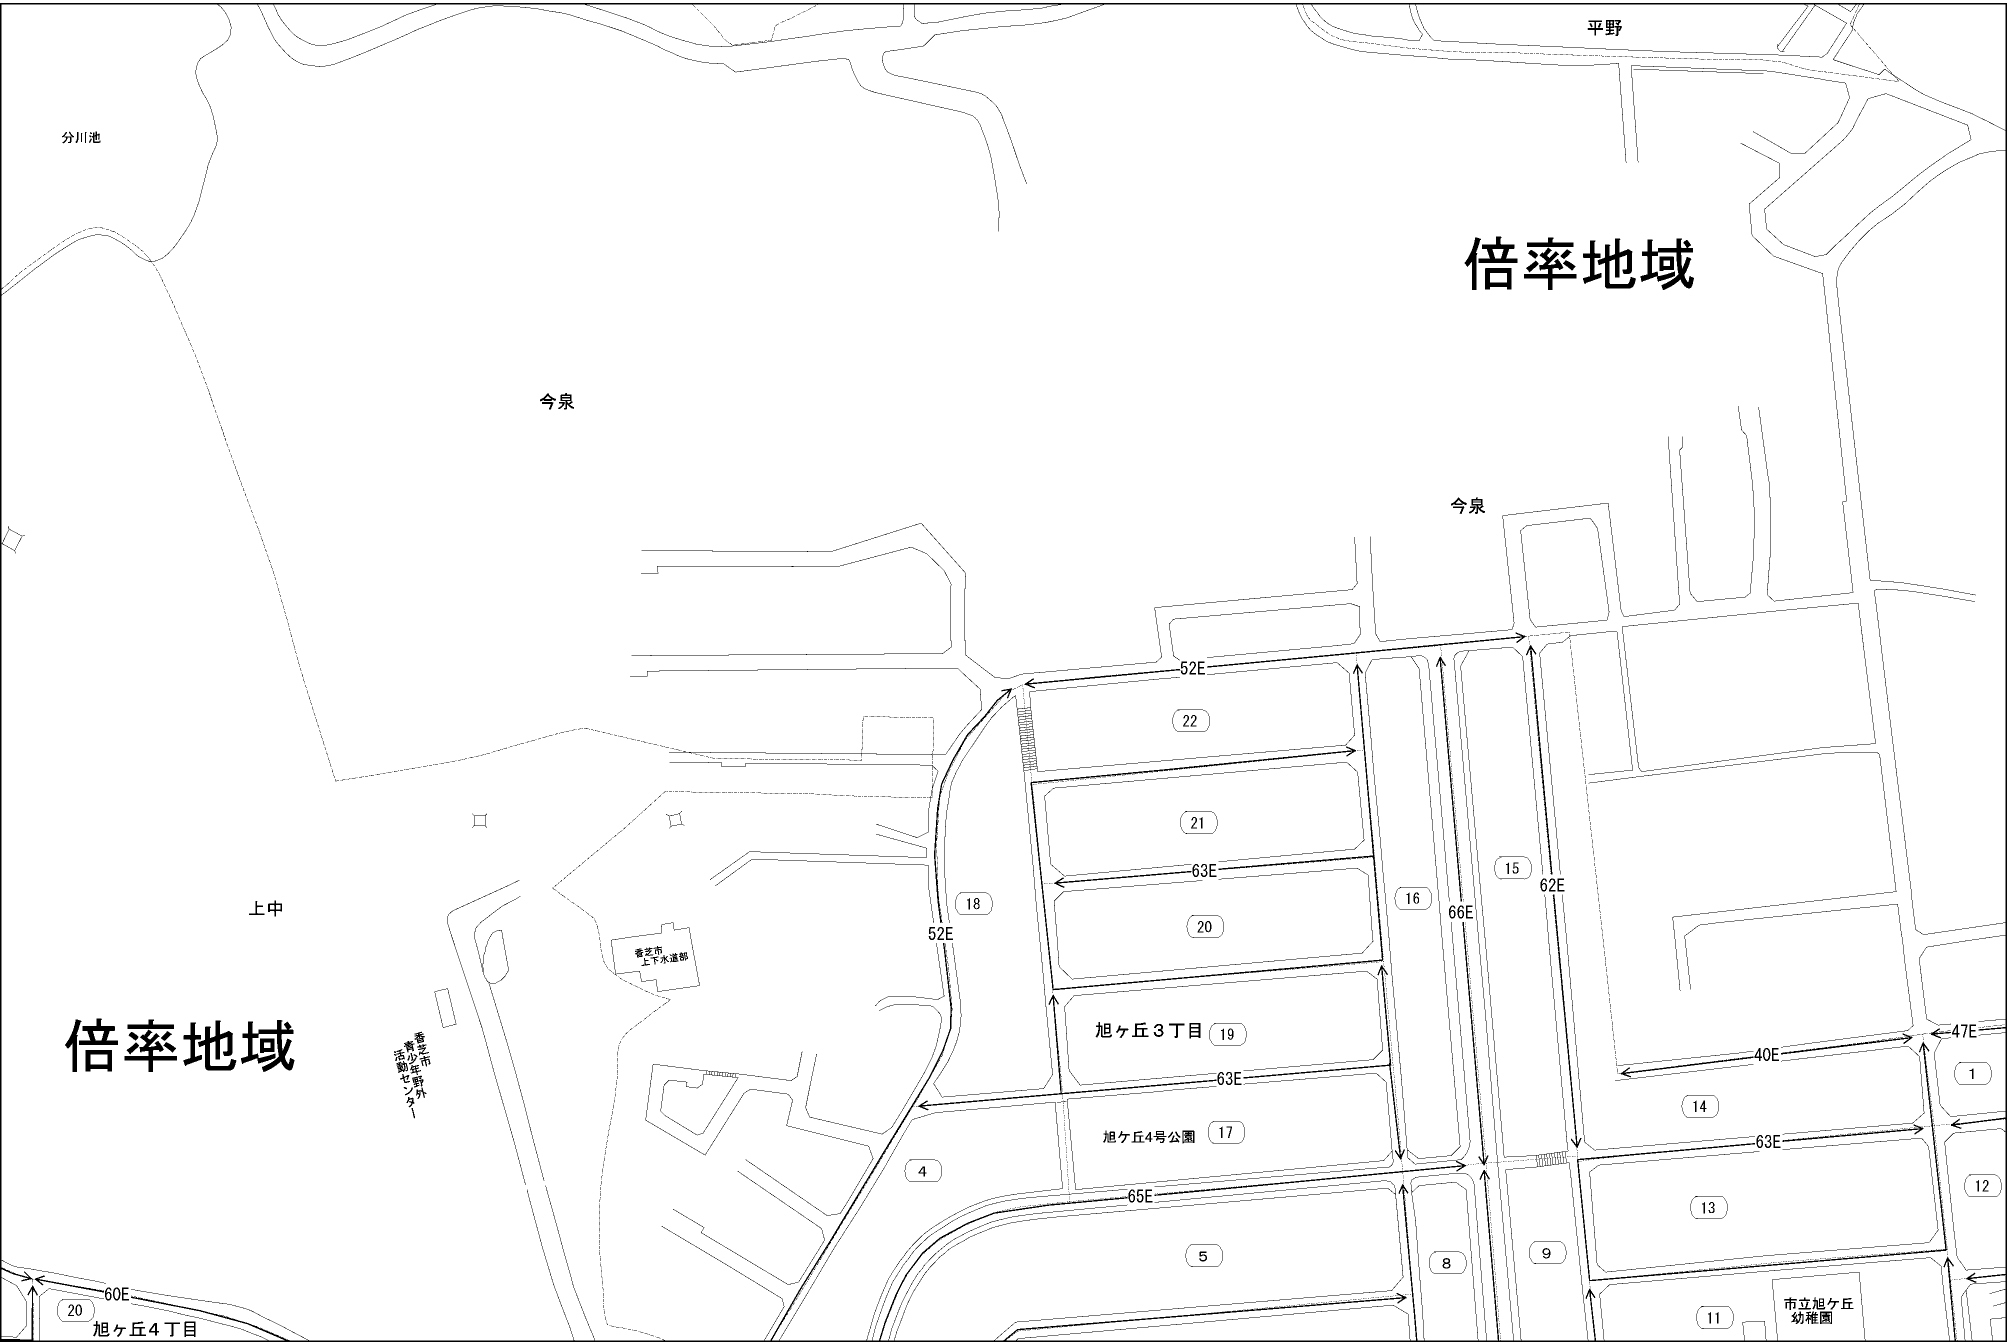 平野
分川池
倍率地域
今泉
今泉
52E
22
21
63E
20
18
52E
16
15
62E
66E
上中
香芝市
上下水道部
倍率地域
香芝市
青少年野外
活動センター
旭ヶ丘3丁目
19
63E
47E
40E
1
14
旭ケ丘4号公園
17
63E
4
65E
12
13
5
8
9
60E
20
旭ヶ丘4丁目
11
市立旭ケ丘
幼稚園